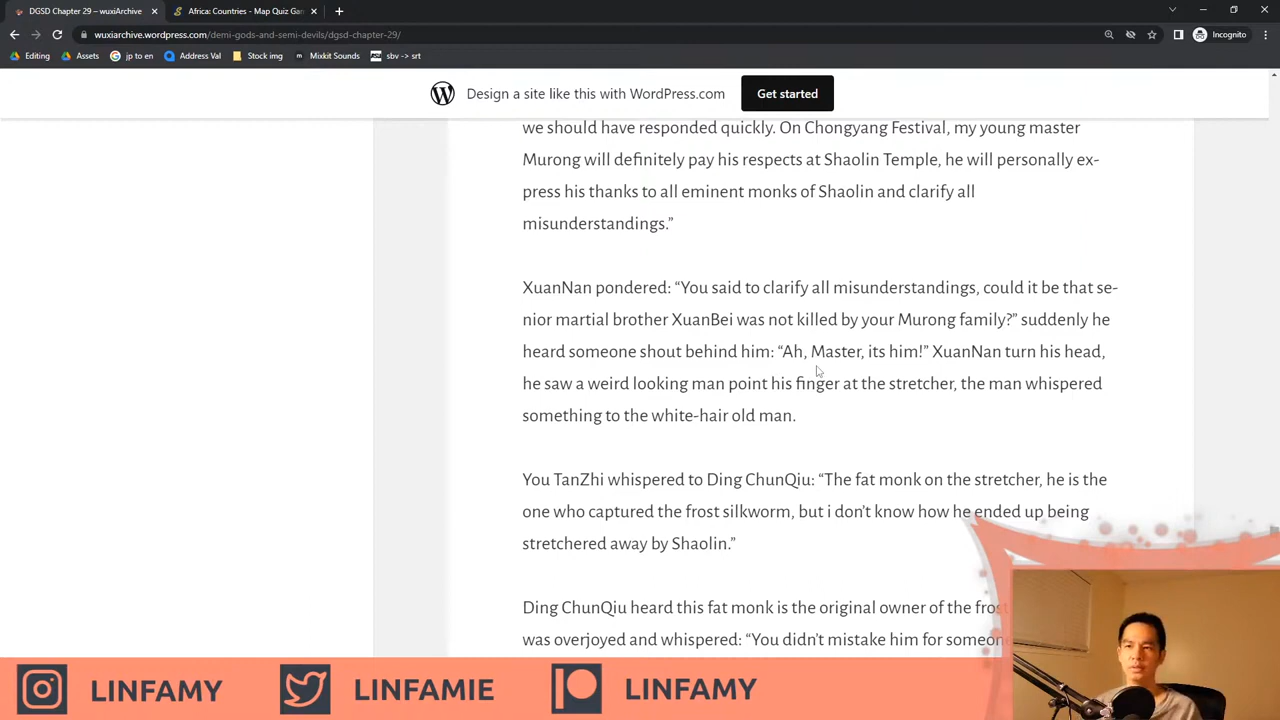 DGSD Chapter 29 – wuxiArchive
Africa: Countries - Map Quiz Gam
wuxiArchive.wordpress.com/demi-gods-and-semi-devils/dgsd-chapter-29/
Incognito
Editing
Assets
jp to en
Address Val
Stock img
Mixkit Sounds
sbv -> srt
Design a site like this with WordPress.com
Get started
we should have responded quickly. On Chongyang Festival, my young master
Murong will definitely pay his respects at Shaolin Temple, he will personally ex-
press his thanks to all eminent monks of Shaolin and clarify all
misunderstandings.”
XuanNan pondered: “You said to clarify all misunderstandings, could it be that se-
nior martial brother XuanBei was not killed by your Murong family?” suddenly he
heard someone shout behind him: “Ah, Master, its him!” XuanNan turn his head,
he saw a weird looking man point his finger at the stretcher, the man whispered
something to the white-hair old man.
You TanZhi whispered to Ding ChunQiu: “The fat monk on the stretcher, he is the
one who captured the frost silkworm, but i don’t know how he ended up being
stretchered away by Shaolin.”
Ding ChunQiu heard this fat monk is the original owner of the frost
was overjoyed and whispered: “You didn’t mistake him for someon
LINFAMY
LINFAMIE
LINFAMY